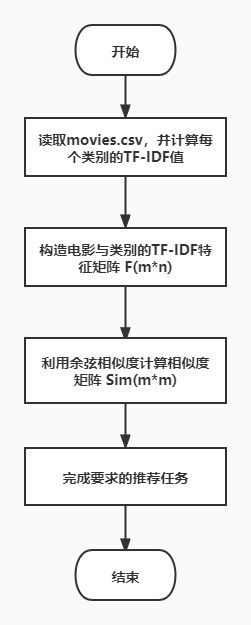 开始
读取movies.csv，并计算每
个类别的TF-IDF值
构造电影与类别的TF-IDF特
征矩阵 F(m*n)
利用余弦相似度计算相似度
矩阵 Sim(m*m)
完成要求的推荐任务
结束